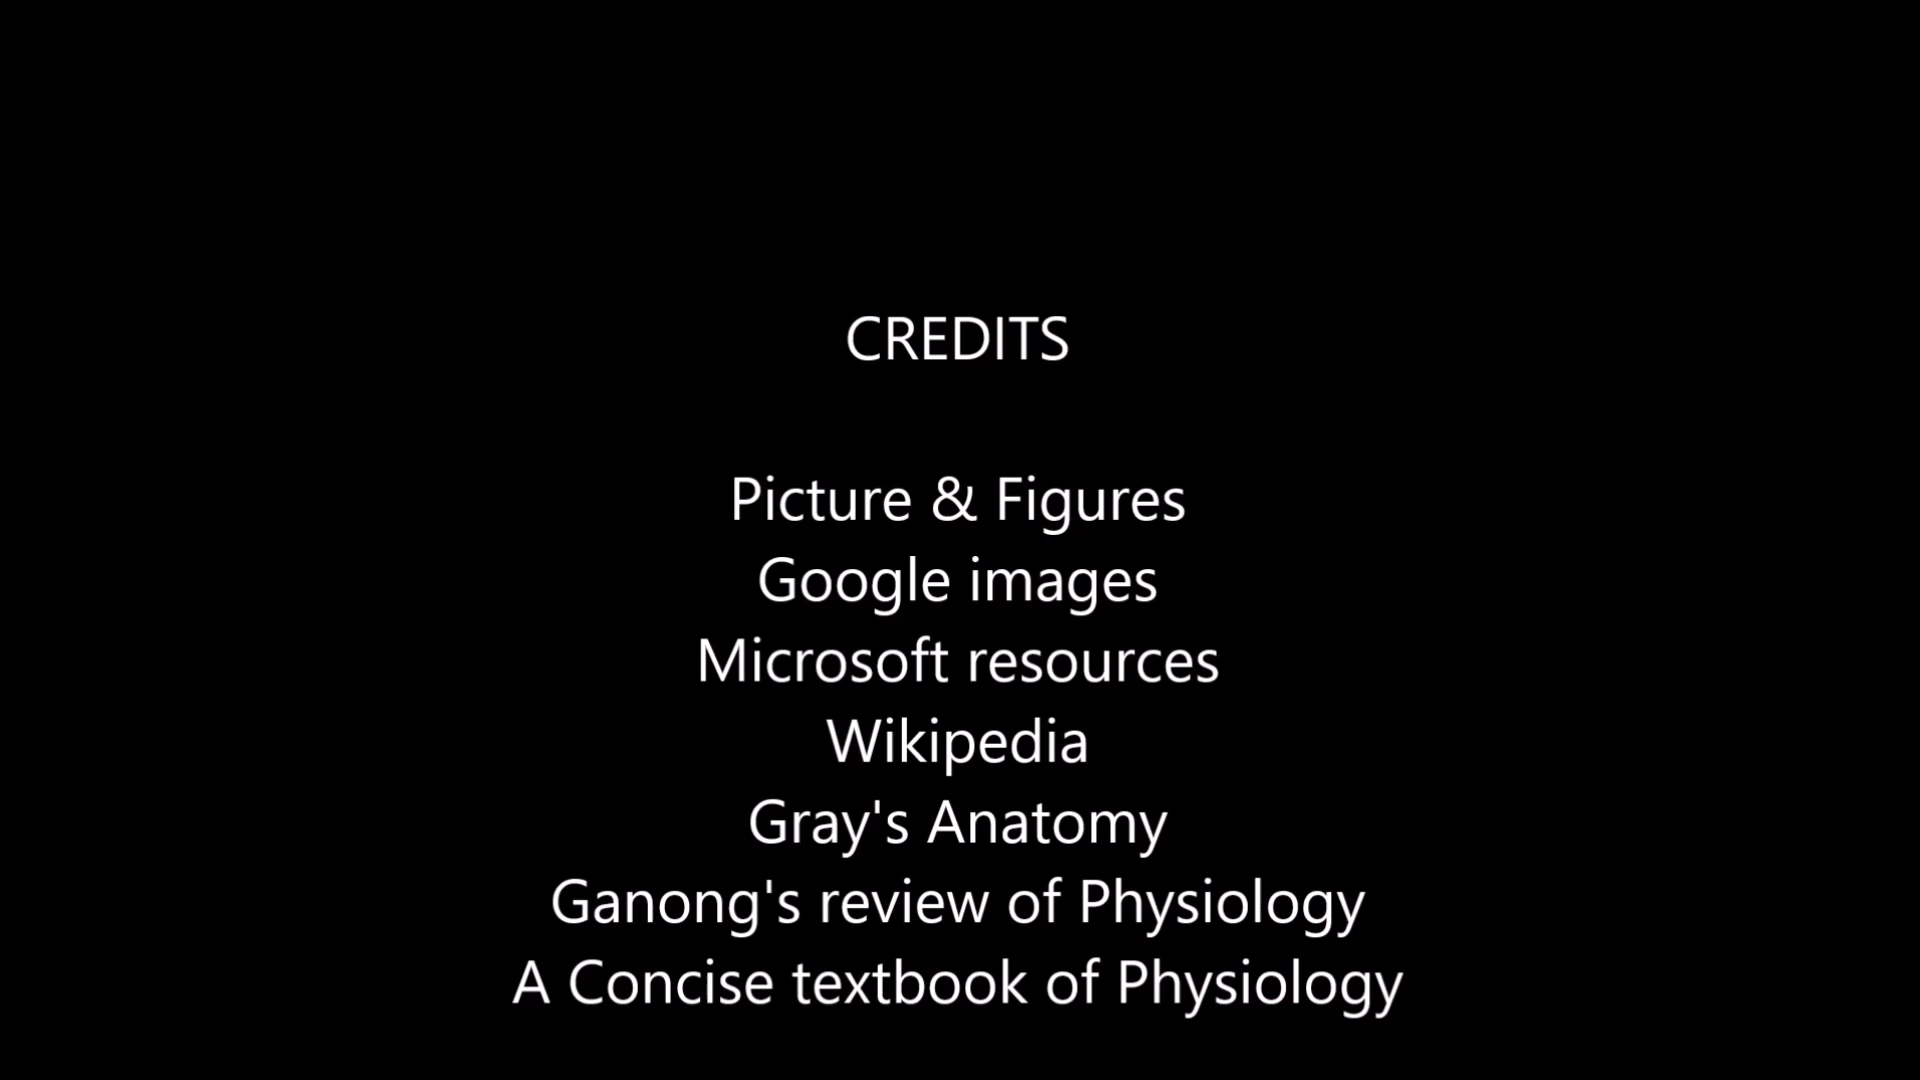 CREDITS
Picture & Figures
Google images
Microsoft resources
Wikipedia
Gray's Anatomy
Ganong's review of Physiology
A Concise textbook of Physiology